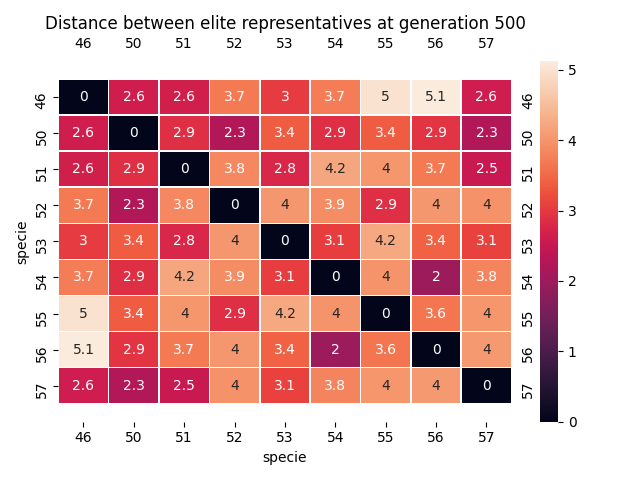 Distance between elite representatives at generation 500
46 50 51 52 53 54 55 56 57
46 0 2.6 2.6 3.7 3 3.7 5 5.1 2.6 46
50 2.6 0 2.9 2.3 3.4 2.9 3.4 2.9 2.3 50
51 2.6 2.9 0 3.8 2.8 4.2 4 3.7 2.5 51
52 3.7 2.3 3.8 0 4 3.9 2.9 4 4 52
53 3 3.4 2.8 4 0 3.1 4.2 3.4 3.1 53
54 3.7 2.9 4.2 3.9 3.1 0 4 2 3.8 54
55 5 3.4 4 2.9 4.2 4 0 3.6 4 55
56 5.1 2.9 3.7 4 3.4 2 3.6 0 4 56
57 2.6 2.3 2.5 4 3.1 3.8 4 4 0 57
46 50 51 52 53 54 55 56 57
specie
specie
5
4
3
2
1
0